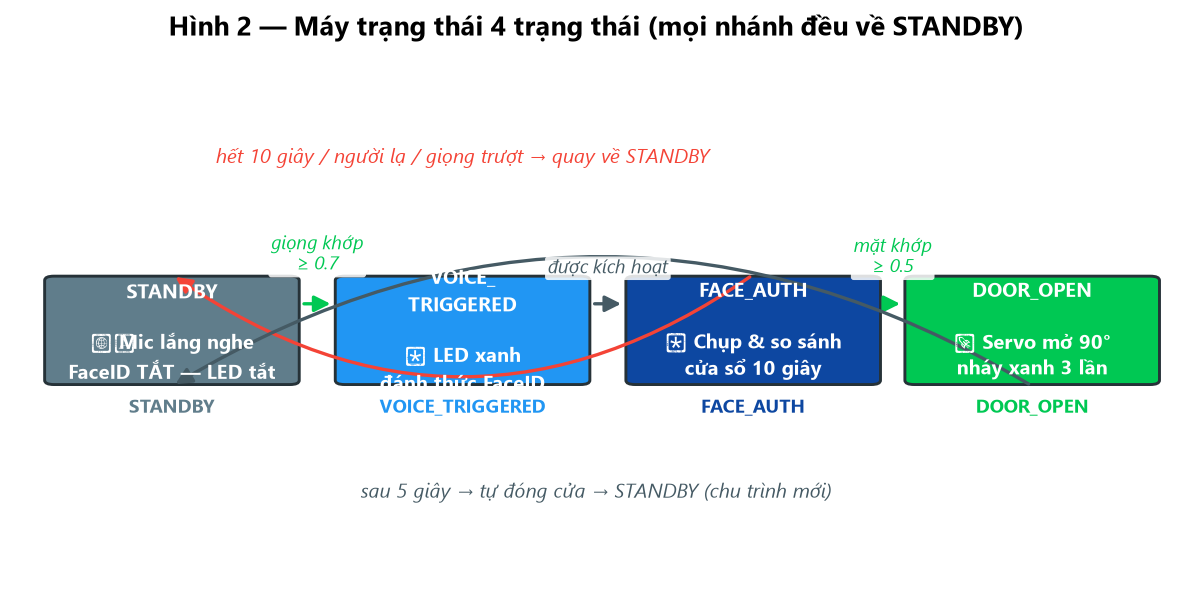 Hình 2 — Máy trạng thái 4 trạng thái (mọi nhánh đều về STANDBY)
hết 10 giây / người lạ / giọng trượt → quay về STANDBY
giọng khớp
≥ 0.7
được kích hoạt
mặt khớp
≥ 0.5
STANDBY
Mic lắng nghe
FaceID TẮT — LED tắt
VOICE_
TRIGGERED
LED xanh
đánh thức FaceID
FACE_AUTH
Chụp & so sánh
cửa sổ 10 giây
DOOR_OPEN
Servo mở 90°
nháy xanh 3 lần
STANDBY
VOICE_TRIGGERED
FACE_AUTH
DOOR_OPEN
sau 5 giây → tự đóng cửa → STANDBY (chu trình mới)